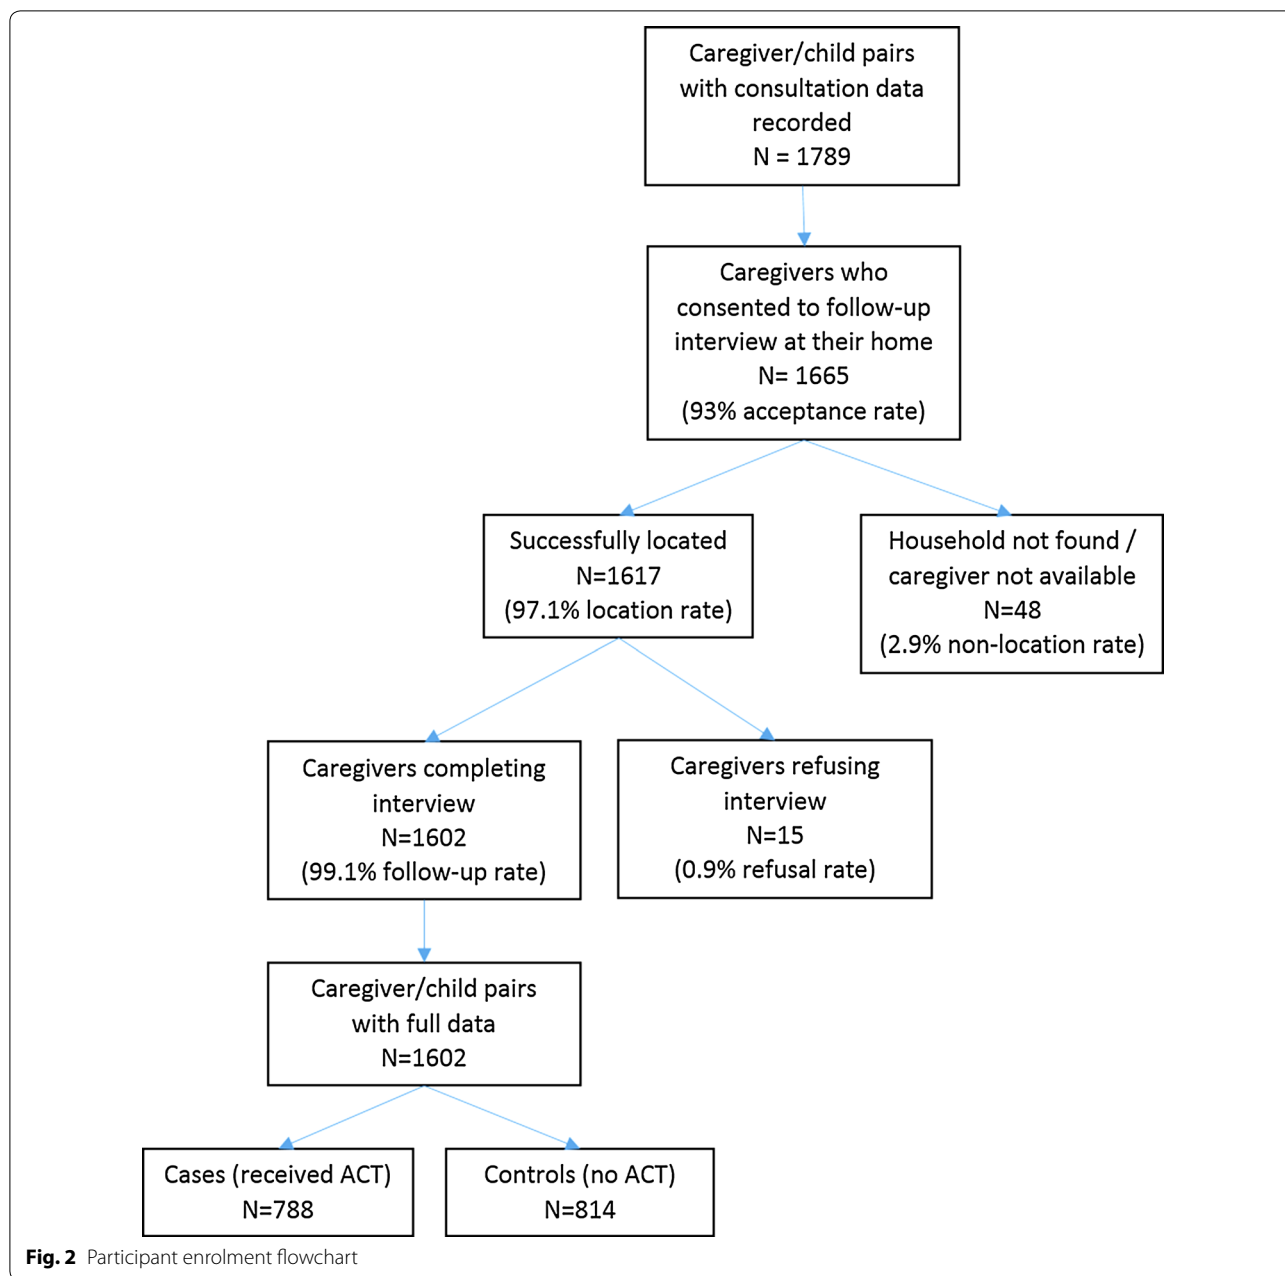 Caregiver/child pairs
with consultation data
recorded
N = 1789
Caregivers who
consented to follow-up
interview at their home
N= 1665
(93% acceptance rate)
Successfully located
N=1617
(97.1% location rate)
Household not found /
caregiver not available
N=48
(2.9% non-location rate)
Caregivers completing
interview
N=1602
(99.1% follow-up rate)
Caregivers refusing
interview
N=15
(0.9% refusal rate)
Caregiver/child pairs
with full data
N=1602
Cases (received ACT)
N=788
Controls (no ACT)
N=814
Fig. 2 Participant enrolment flowchart